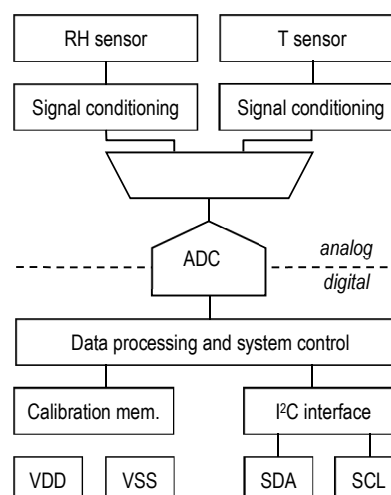 RH sensor
T sensor
Signal conditioning
Signal conditioning
ADC
analog
digital
Data processing and system control
Calibration mem.
I²C interface
VDD
VSS
SDA
SCL